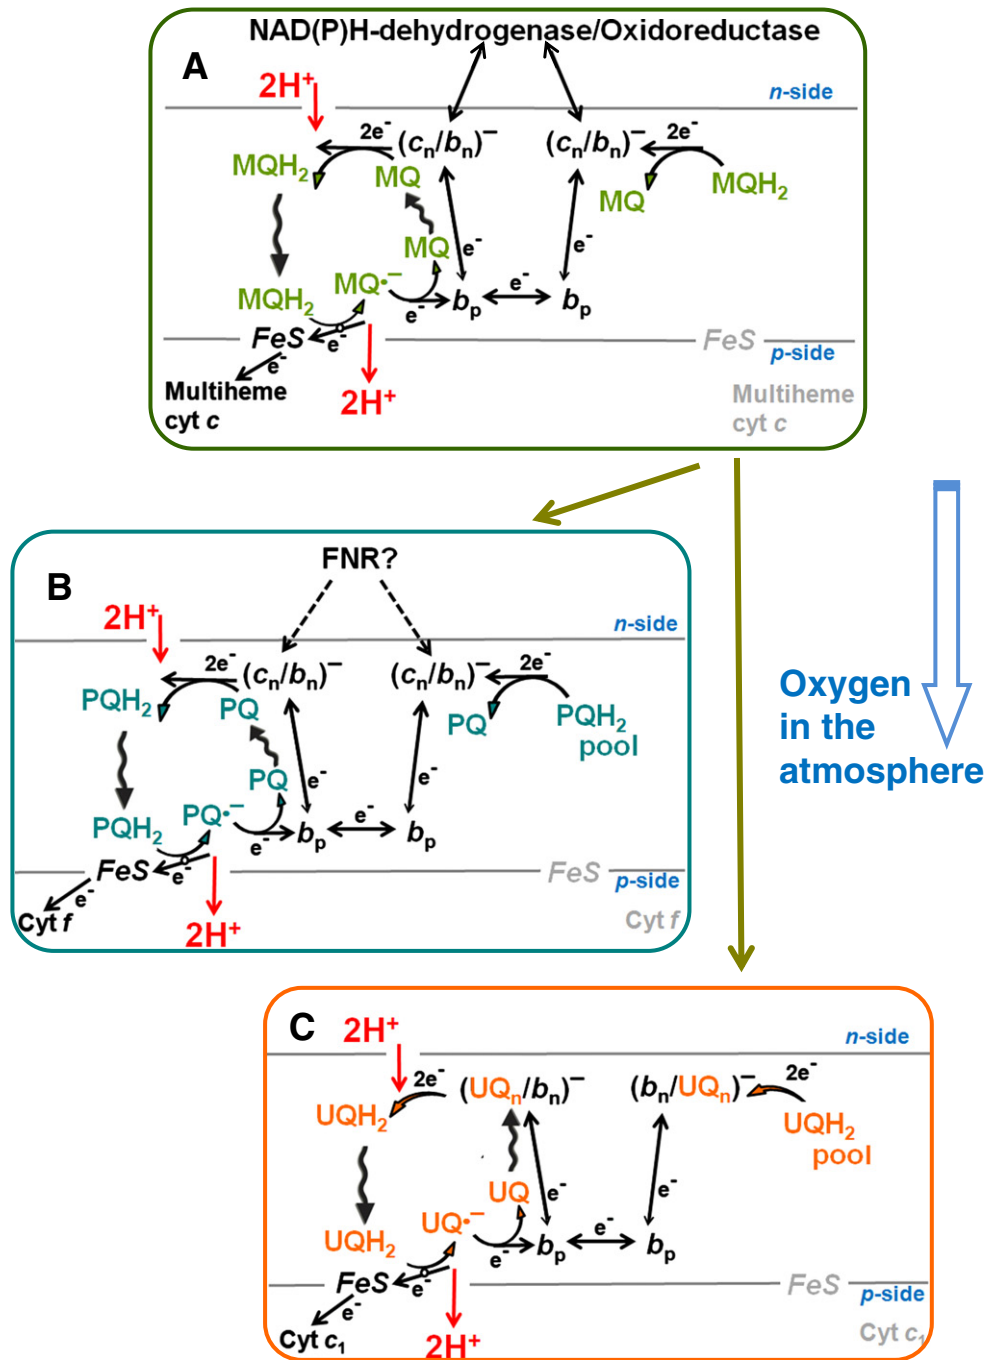 NAD(P)H-dehydrogenase/Oxidoreductase
A
2H⁺
n-side
2e⁻
(cₙ/bₙ)⁻
(cₙ/bₙ)⁻
2e⁻
MQH₂
MQ
MQ
MQH₂
MQ
e⁻
e⁻
MQH₂
MQ•⁻
e⁻
bₚ
e⁻
bₚ
FeS
e⁻
FeS
p-side
e⁻
Multiheme
cyt c
2H⁺
Multiheme
cyt c
B
FNR?
2H⁺
n-side
2e⁻
(cₙ/bₙ)⁻
(cₙ/bₙ)⁻
2e⁻
PQH₂
PQ
PQ
PQH₂
pool
PQ
e⁻
e⁻
PQH₂
PQ•⁻
e⁻
bₚ
e⁻
bₚ
FeS
e⁻
FeS
p-side
e⁻
Cyt f
2H⁺
Cyt f
Oxygen
in the
atmosphere
C
2H⁺
n-side
2e⁻
(UQₙ/bₙ)⁻
(bₙ/UQₙ)⁻
2e⁻
UQH₂
UQH₂
pool
UQ
e⁻
e⁻
UQH₂
UQ•⁻
e⁻
bₚ
e⁻
bₚ
FeS
e⁻
FeS
p-side
e⁻
Cyt c₁
2H⁺
Cyt c₁